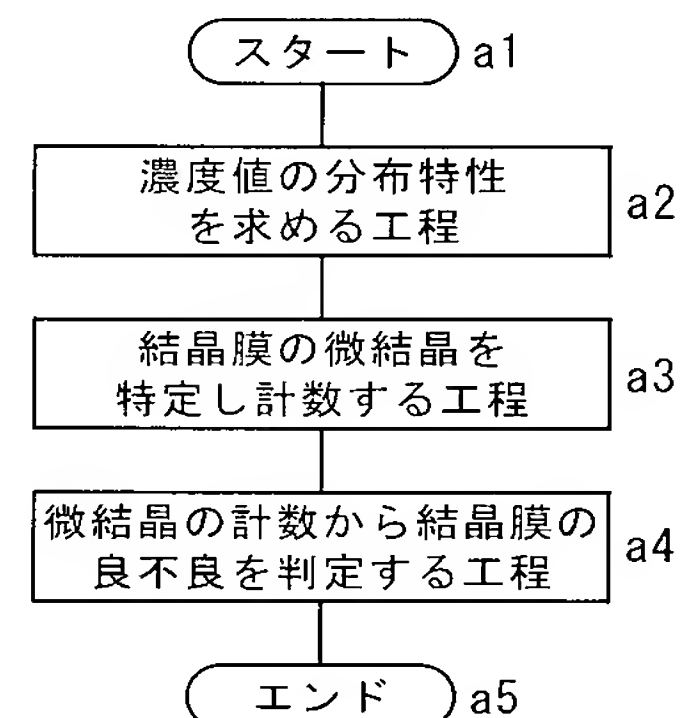 スタート a1
濃度値の分布特性
を求める工程 a2
結晶膜の微結晶を
特定し計数する工程 a3
微結晶の計数から結晶膜の
良不良を判定する工程 a4
エンド a5